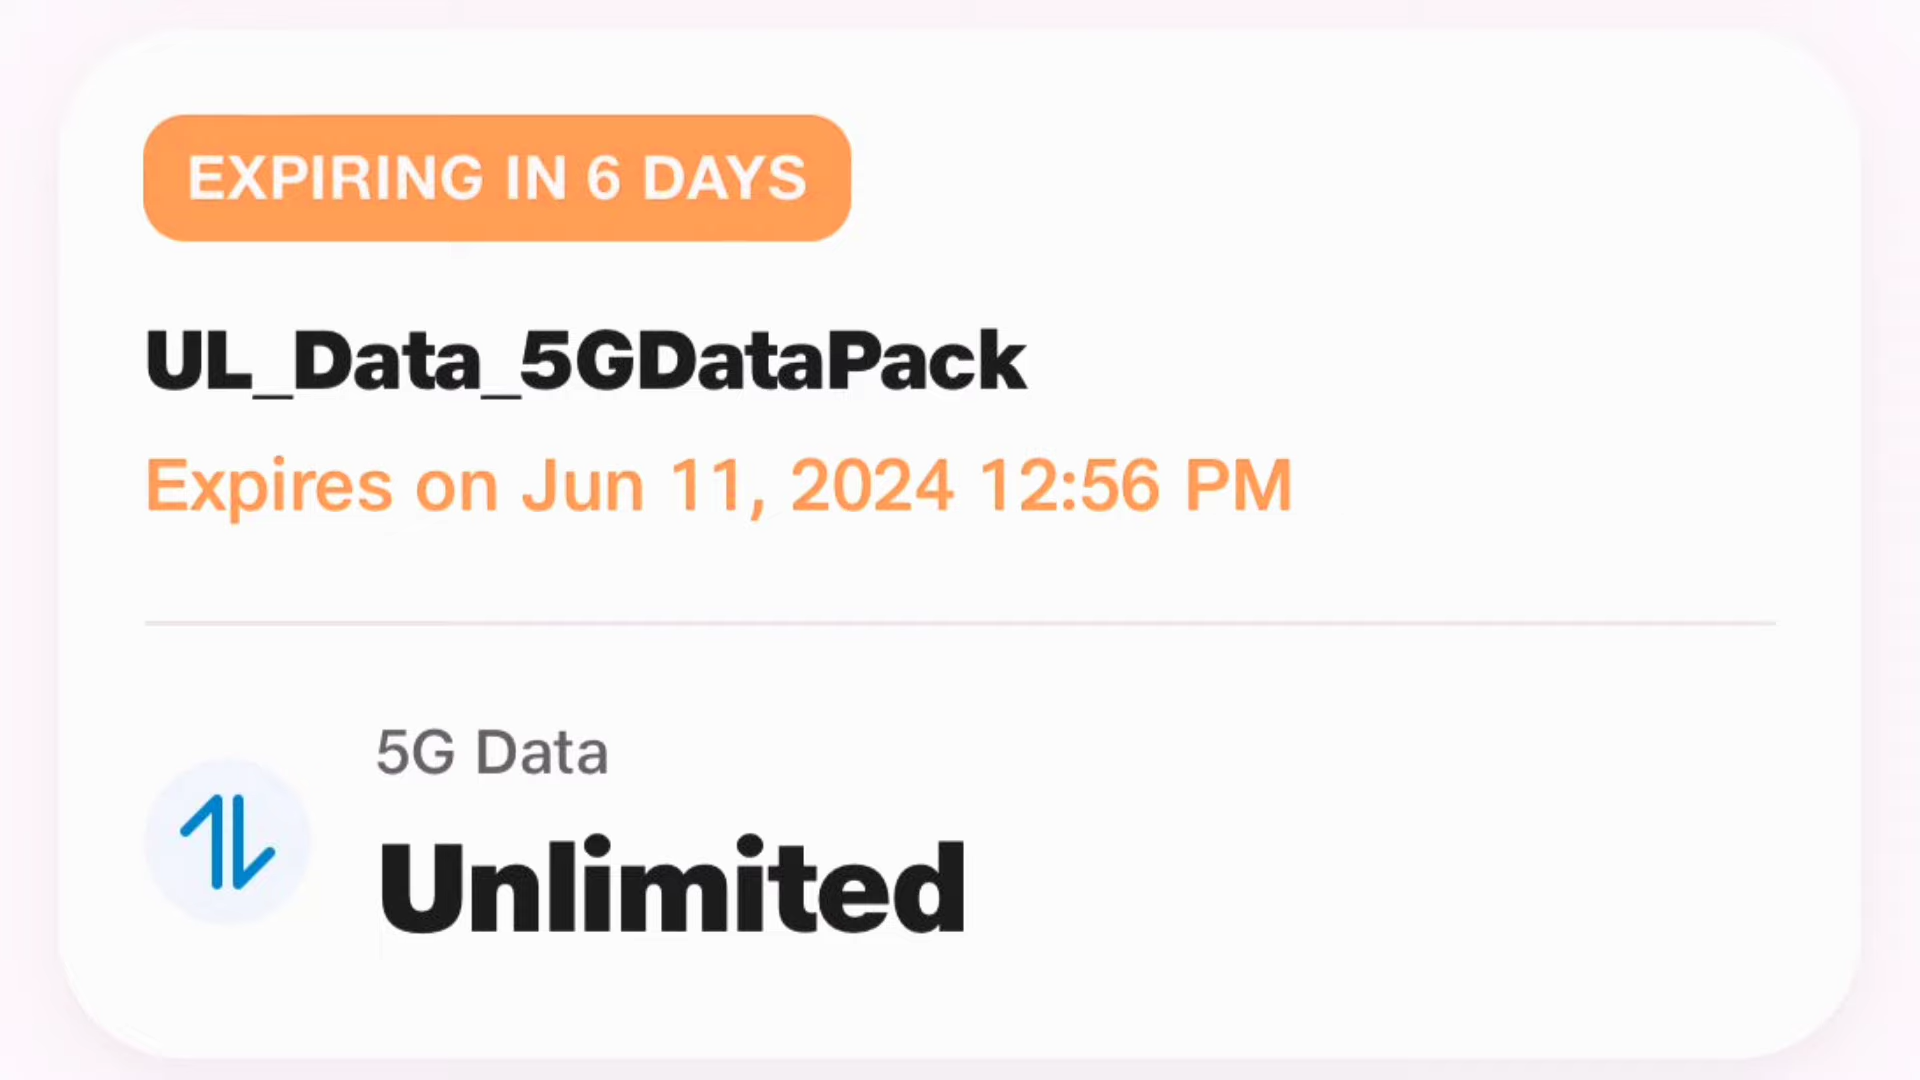 EXPIRING IN 6 DAYS
UL_Data_5GDataPack
Expires on Jun 11, 2024 12:56 PM
5G Data
Unlimited